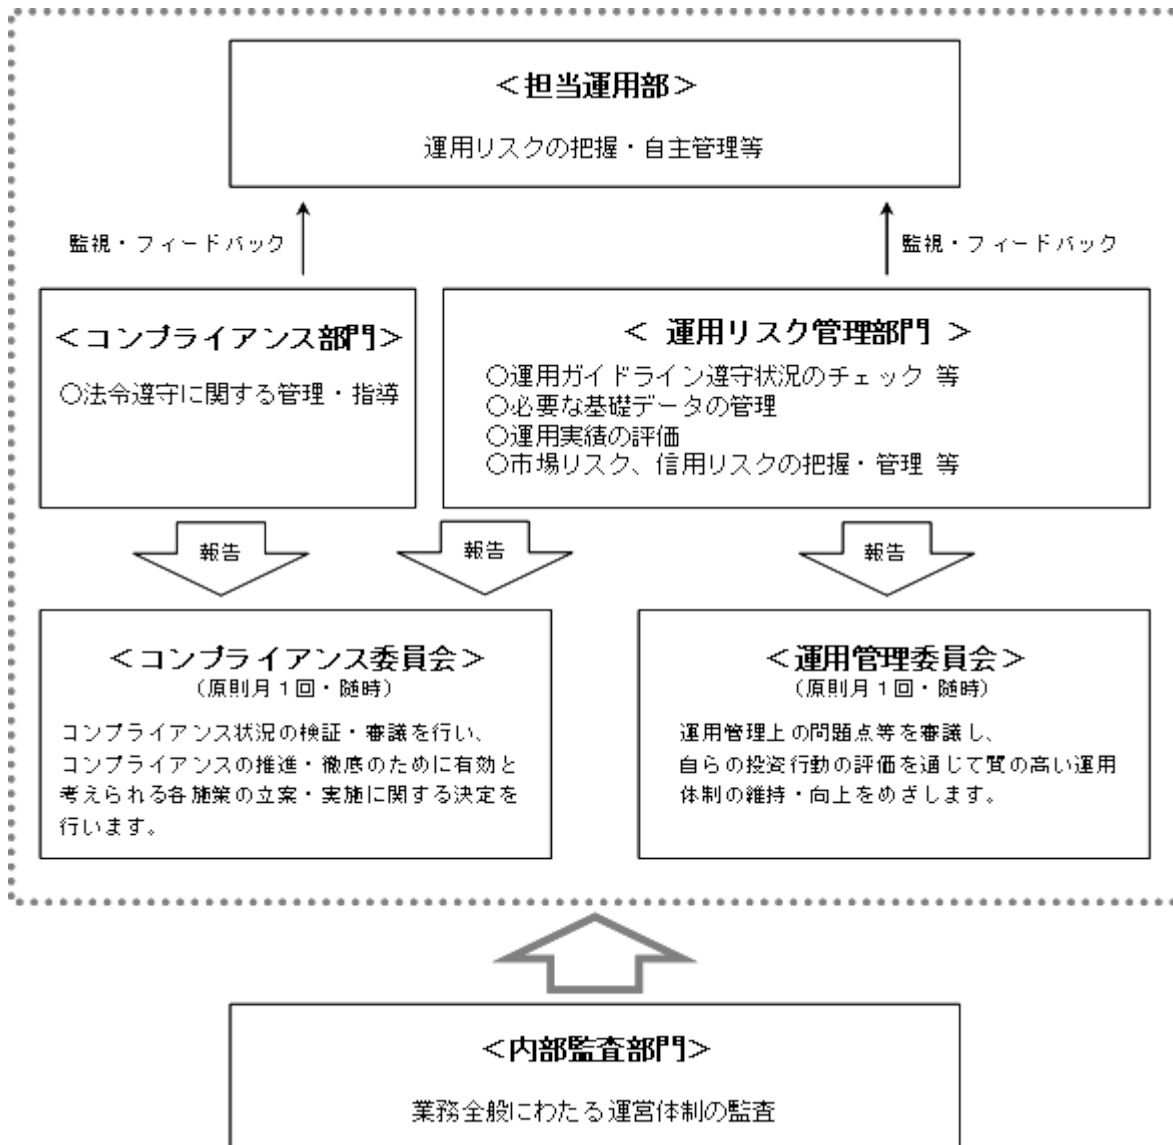 ＜担当運用部＞
運用リスクの把握・自主管理等
監視・フィードバック
監視・フィードバック
＜コンプライアンス部門＞
〇法令遵守に関する管理・指導
＜ 運用リスク管理部門 ＞
〇運用ガイドライン遵守状況のチェック 等
〇必要な基礎データの管理
〇運用実績の評価
〇市場リスク、信用リスクの把握・管理 等
報告
報告
報告
＜コンプライアンス委員会＞
（原則月１回・随時）
コンプライアンス状況の検証・審議を行い、
コンプライアンスの推進・徹底のために有効と
考えられる各施策の立案・実施に関する決定を
行います。
＜運用管理委員会＞
（原則月１回・随時）
運用管理上の問題点等を審議し、
自らの投資行動の評価を通じて質の高い運用
体制の維持・向上をめざします。
＜内部監査部門＞
業務全般にわたる運営体制の監査